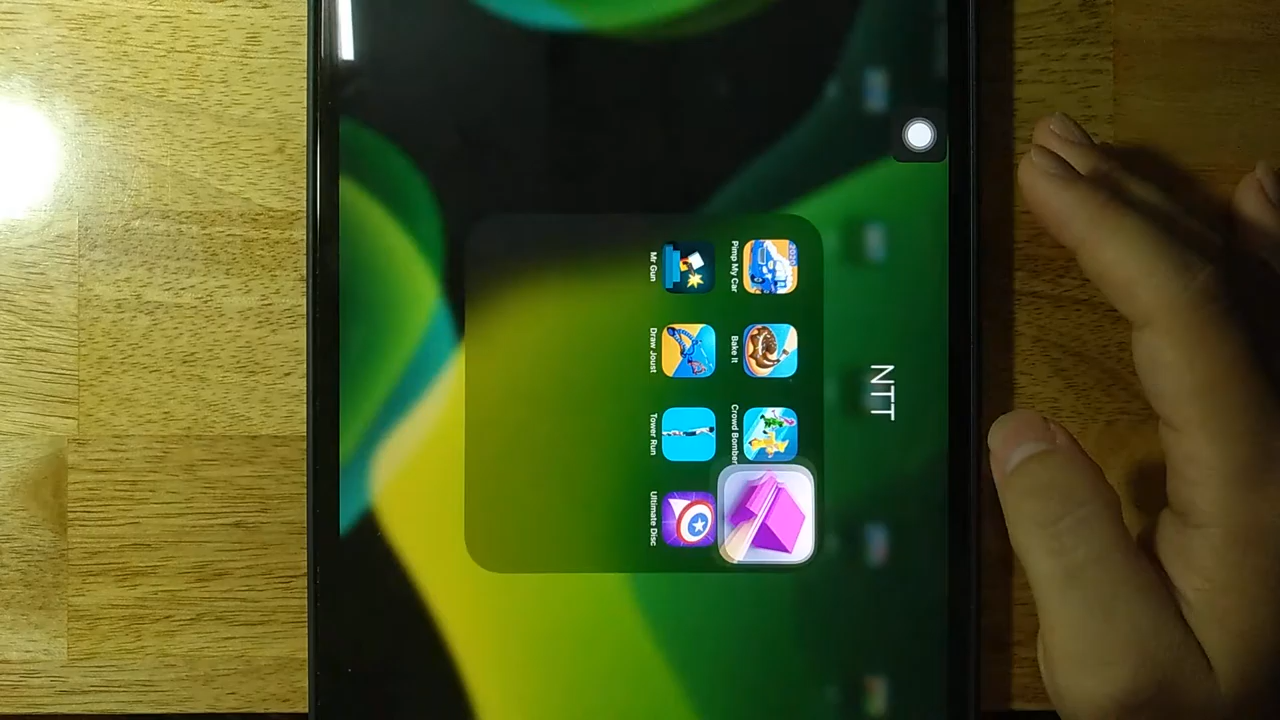 NTT
Pimp My Car
Bake It
Crowd Bomber
Mr Gun
Draw Joust
Tower Run
Ultimate Disc